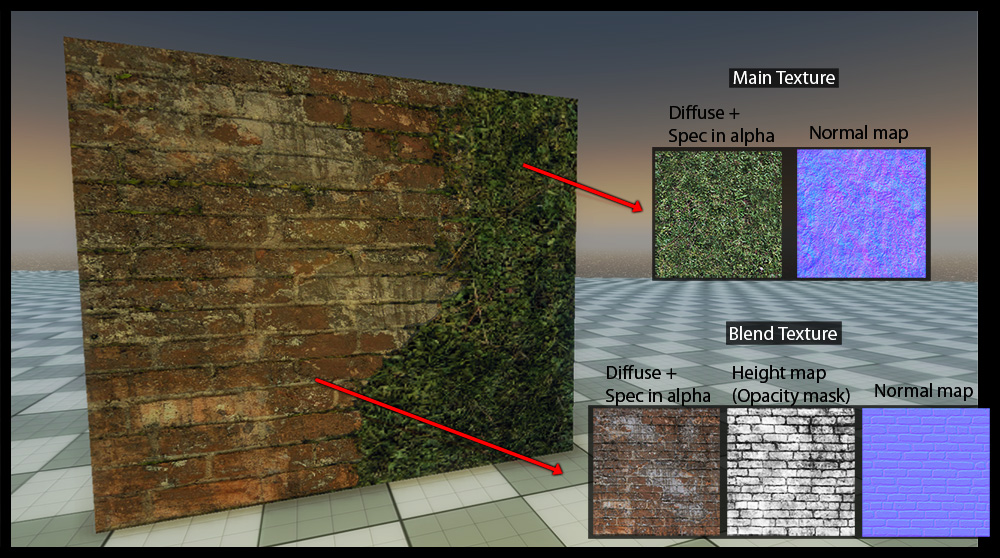 Main Texture
Diffuse +
Spec in alpha
Normal map
Blend Texture
Diffuse +
Spec in alpha
Height map
(Opacity mask)
Normal map